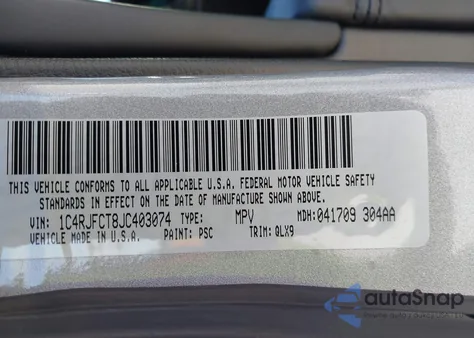 THIS VEHICLE CONFORMS TO ALL APPLICABLE U.S.A. FEDERAL MOTOR VEHICLE SAFETY
STANDARDS IN EFFECT ON THE DATE OF MANUFACTURE SHOWN ABOVE.
VIN: 1C4RJFCT8JC403074 TYPE: MPV MDH:041709 304AA
VEHICLE MADE IN U.S.A. PAINT: PSC TRIM: QLX9
autoSnap